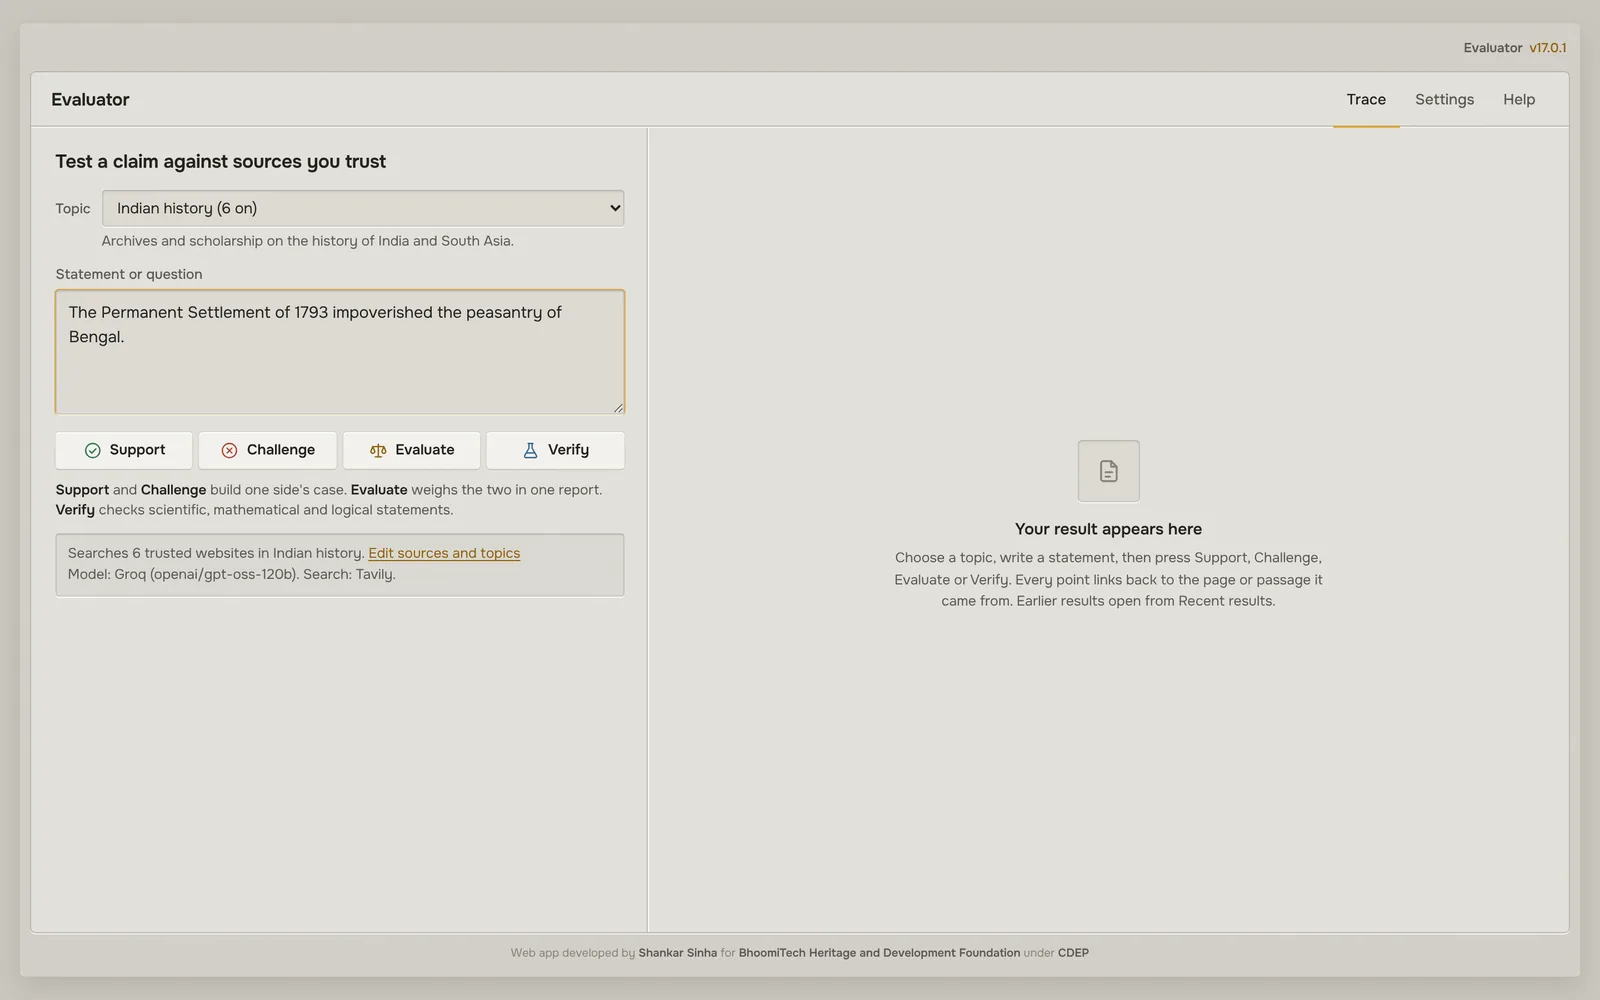 Evaluator v17.0.1
Evaluator
Trace
Settings
Help
Test a claim against sources you trust
Topic
Indian history (6 on)
Archives and scholarship on the history of India and South Asia.
Statement or question
The Permanent Settlement of 1793 impoverished the peasantry of
Bengal.
Support
Challenge
Evaluate
Verify
Support and Challenge build one side's case. Evaluate weighs the two in one report.
Verify checks scientific, mathematical and logical statements.
Searches 6 trusted websites in Indian history. Edit sources and topics
Model: Groq (openai/gpt-oss-120b). Search: Tavily.
Your result appears here
Choose a topic, write a statement, then press Support, Challenge,
Evaluate or Verify. Every point links back to the page or passage it
came from. Earlier results open from Recent results.
Web app developed by Shankar Sinha for BhoomiTech Heritage and Development Foundation under CDEP